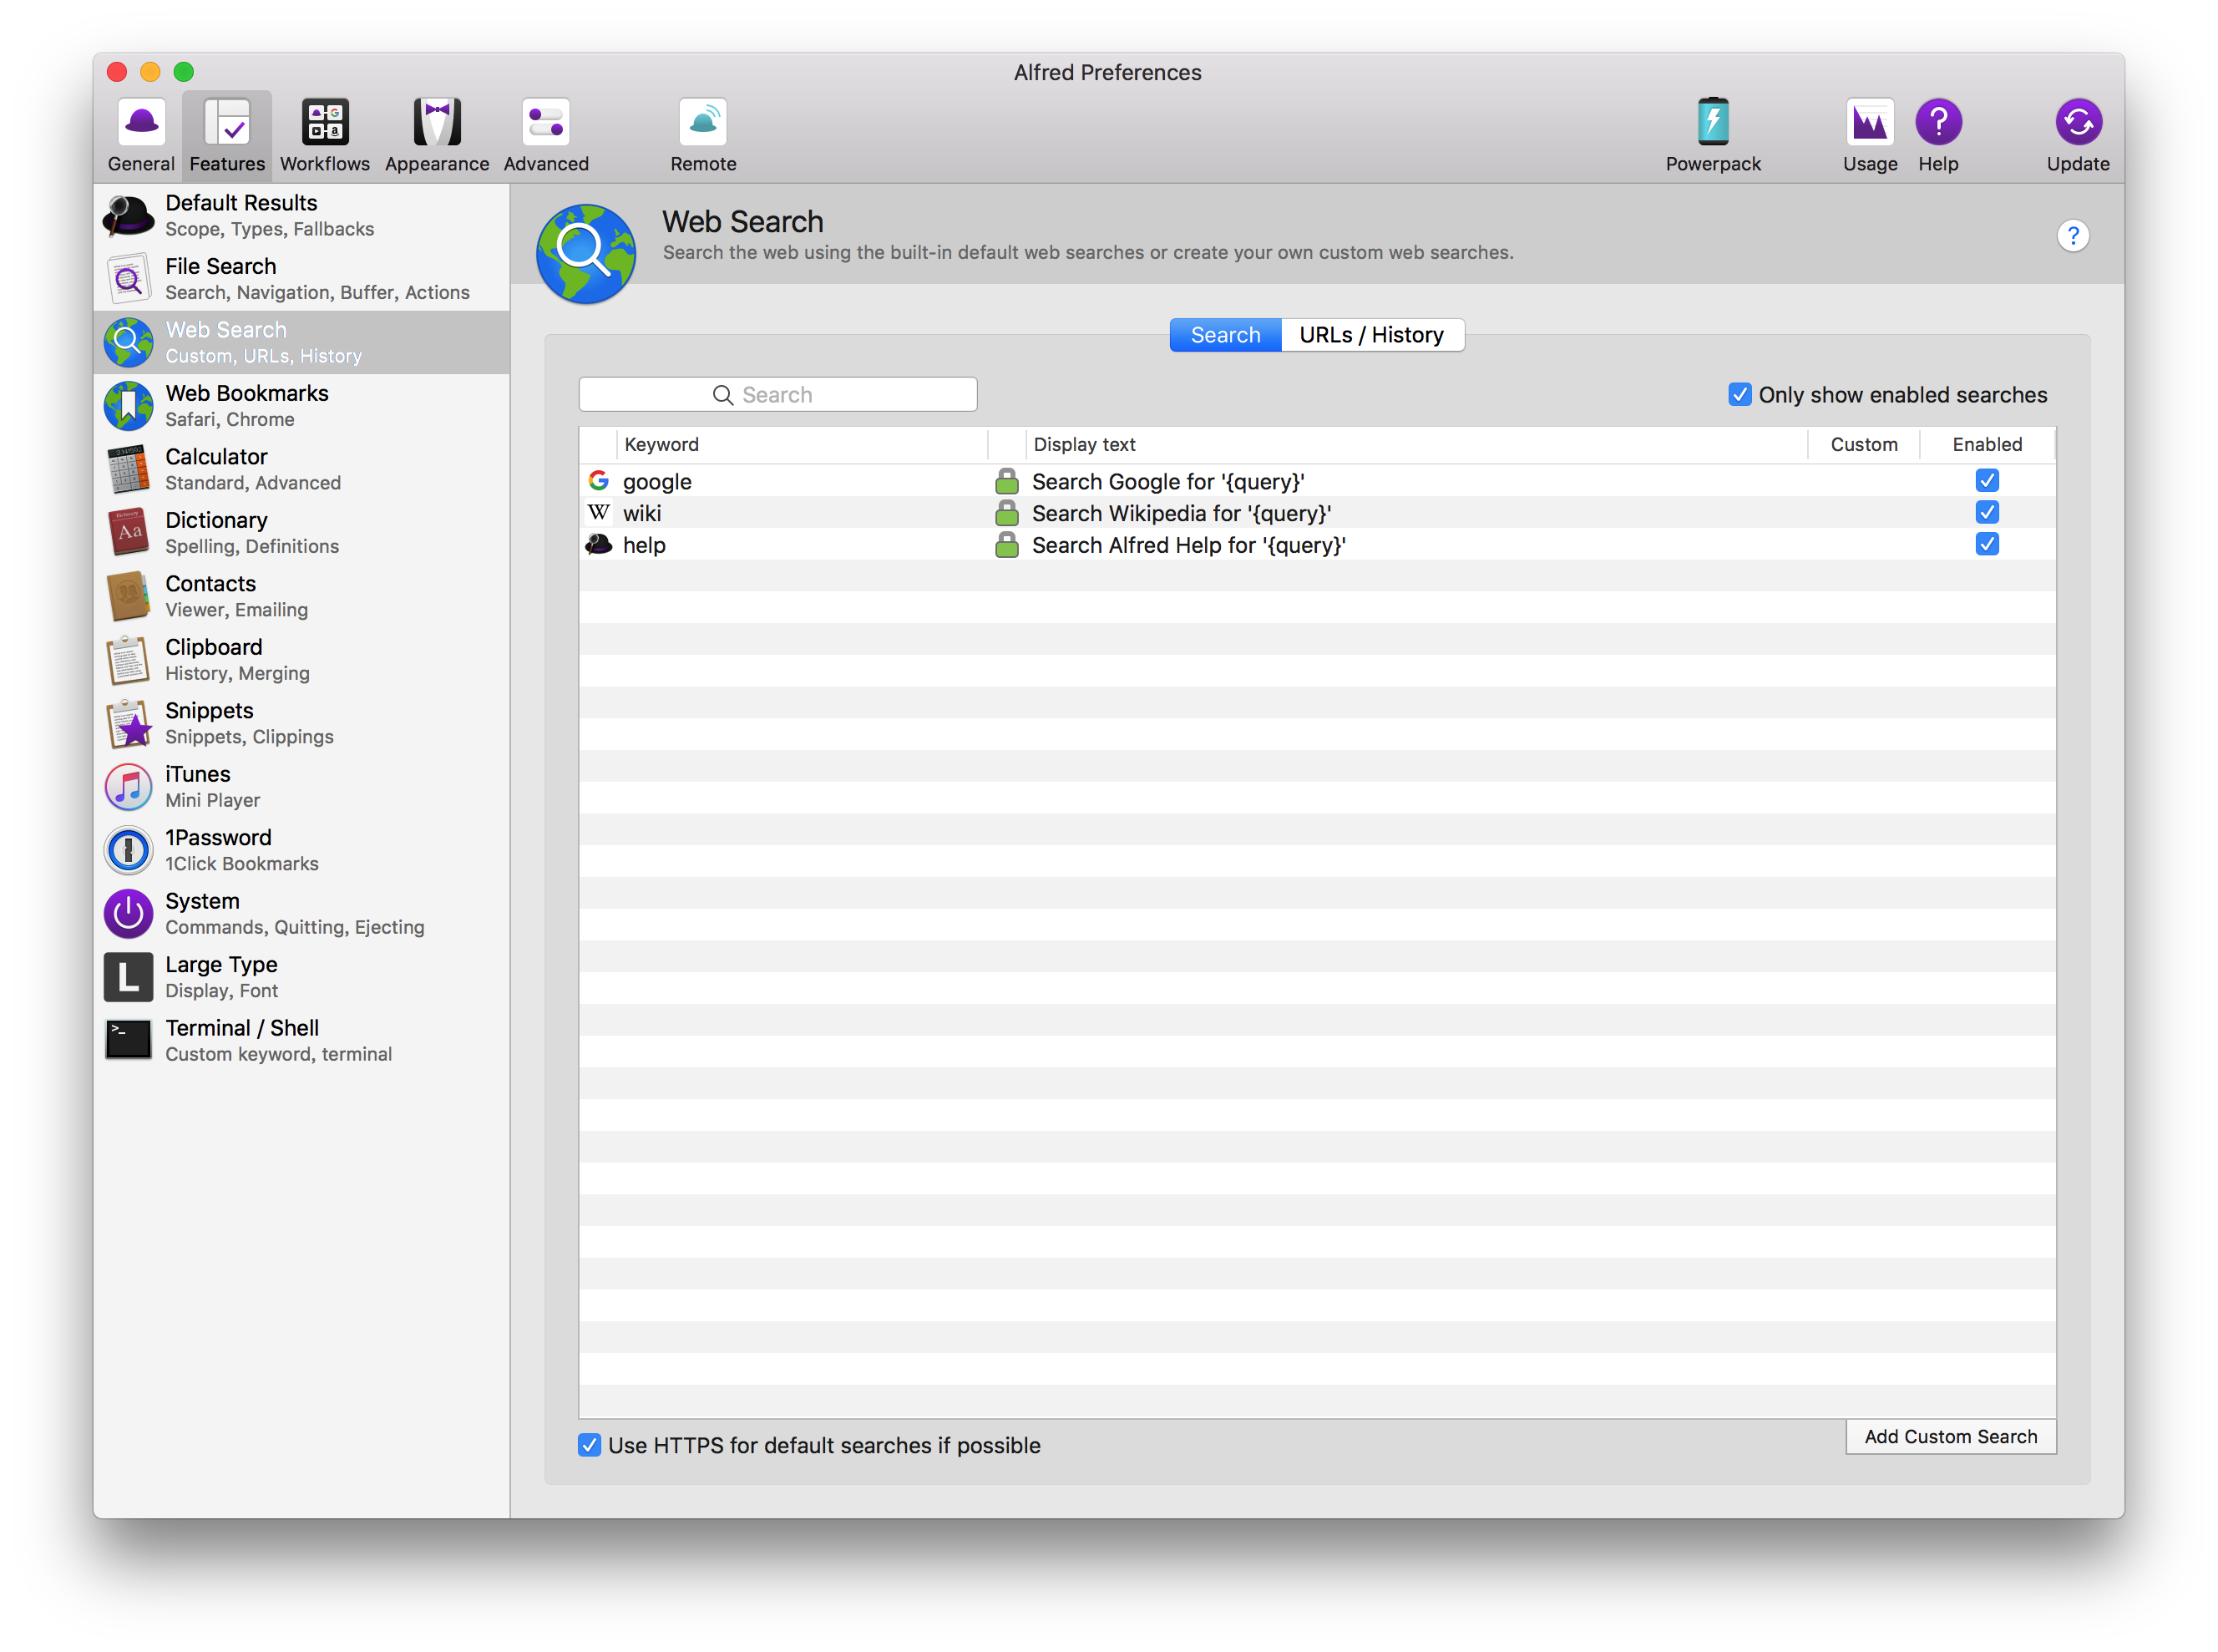 Alfred Preferences
General
Features
Workflows
Appearance
Advanced
Remote
Powerpack
Usage
Help
Update
Default Results
Scope, Types, Fallbacks
File Search
Search, Navigation, Buffer, Actions
Web Search
Custom, URLs, History
Web Bookmarks
Safari, Chrome
Calculator
Standard, Advanced
Dictionary
Spelling, Definitions
Contacts
Viewer, Emailing
Clipboard
History, Merging
Snippets
Snippets, Clippings
iTunes
Mini Player
1Password
1Click Bookmarks
System
Commands, Quitting, Ejecting
L
Large Type
Display, Font
>_
Terminal / Shell
Custom keyword, terminal
Web Search
Search the web using the built-in default web searches or create your own custom web searches.
?
Search
URLs / History
Search
Only show enabled searches
Keyword Display text Custom Enabled
google Search Google for '{query}'
W wiki Search Wikipedia for '{query}'
help Search Alfred Help for '{query}'
Use HTTPS for default searches if possible
Add Custom Search